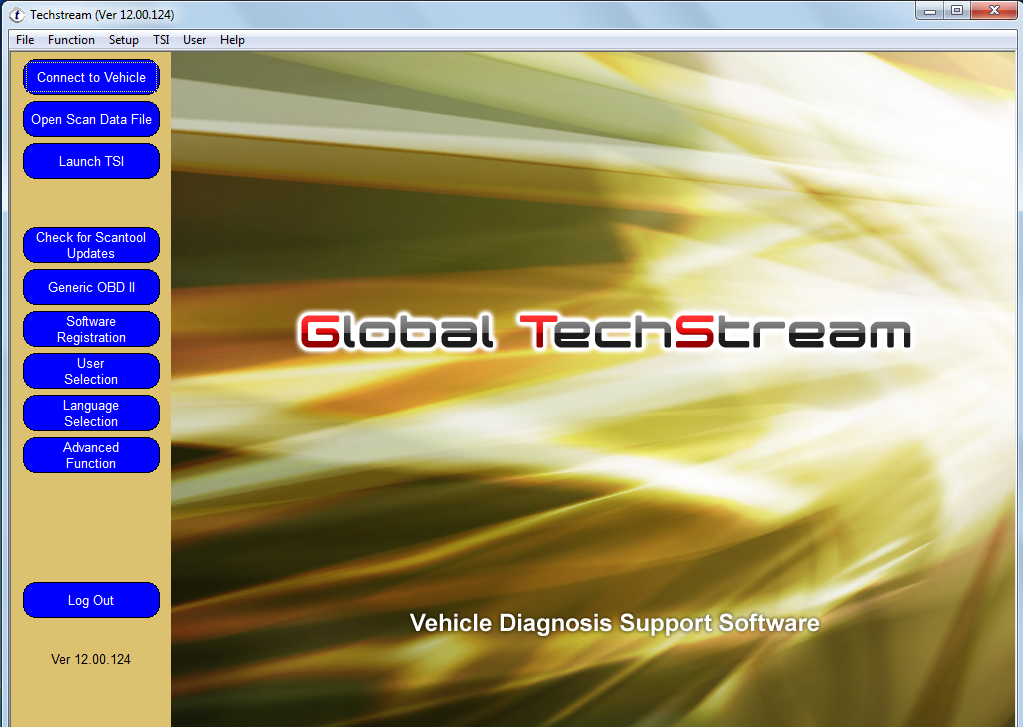 Techstream (Ver 12.00.124)
File Function Setup TSI User Help
Connect to Vehicle
Open Scan Data File
Launch TSI
Check for Scantool
Updates
Generic OBD II
Software
Registration
User
Selection
Language
Selection
Advanced
Function
Log Out
Ver 12.00.124
Global TechStream
Vehicle Diagnosis Support Software